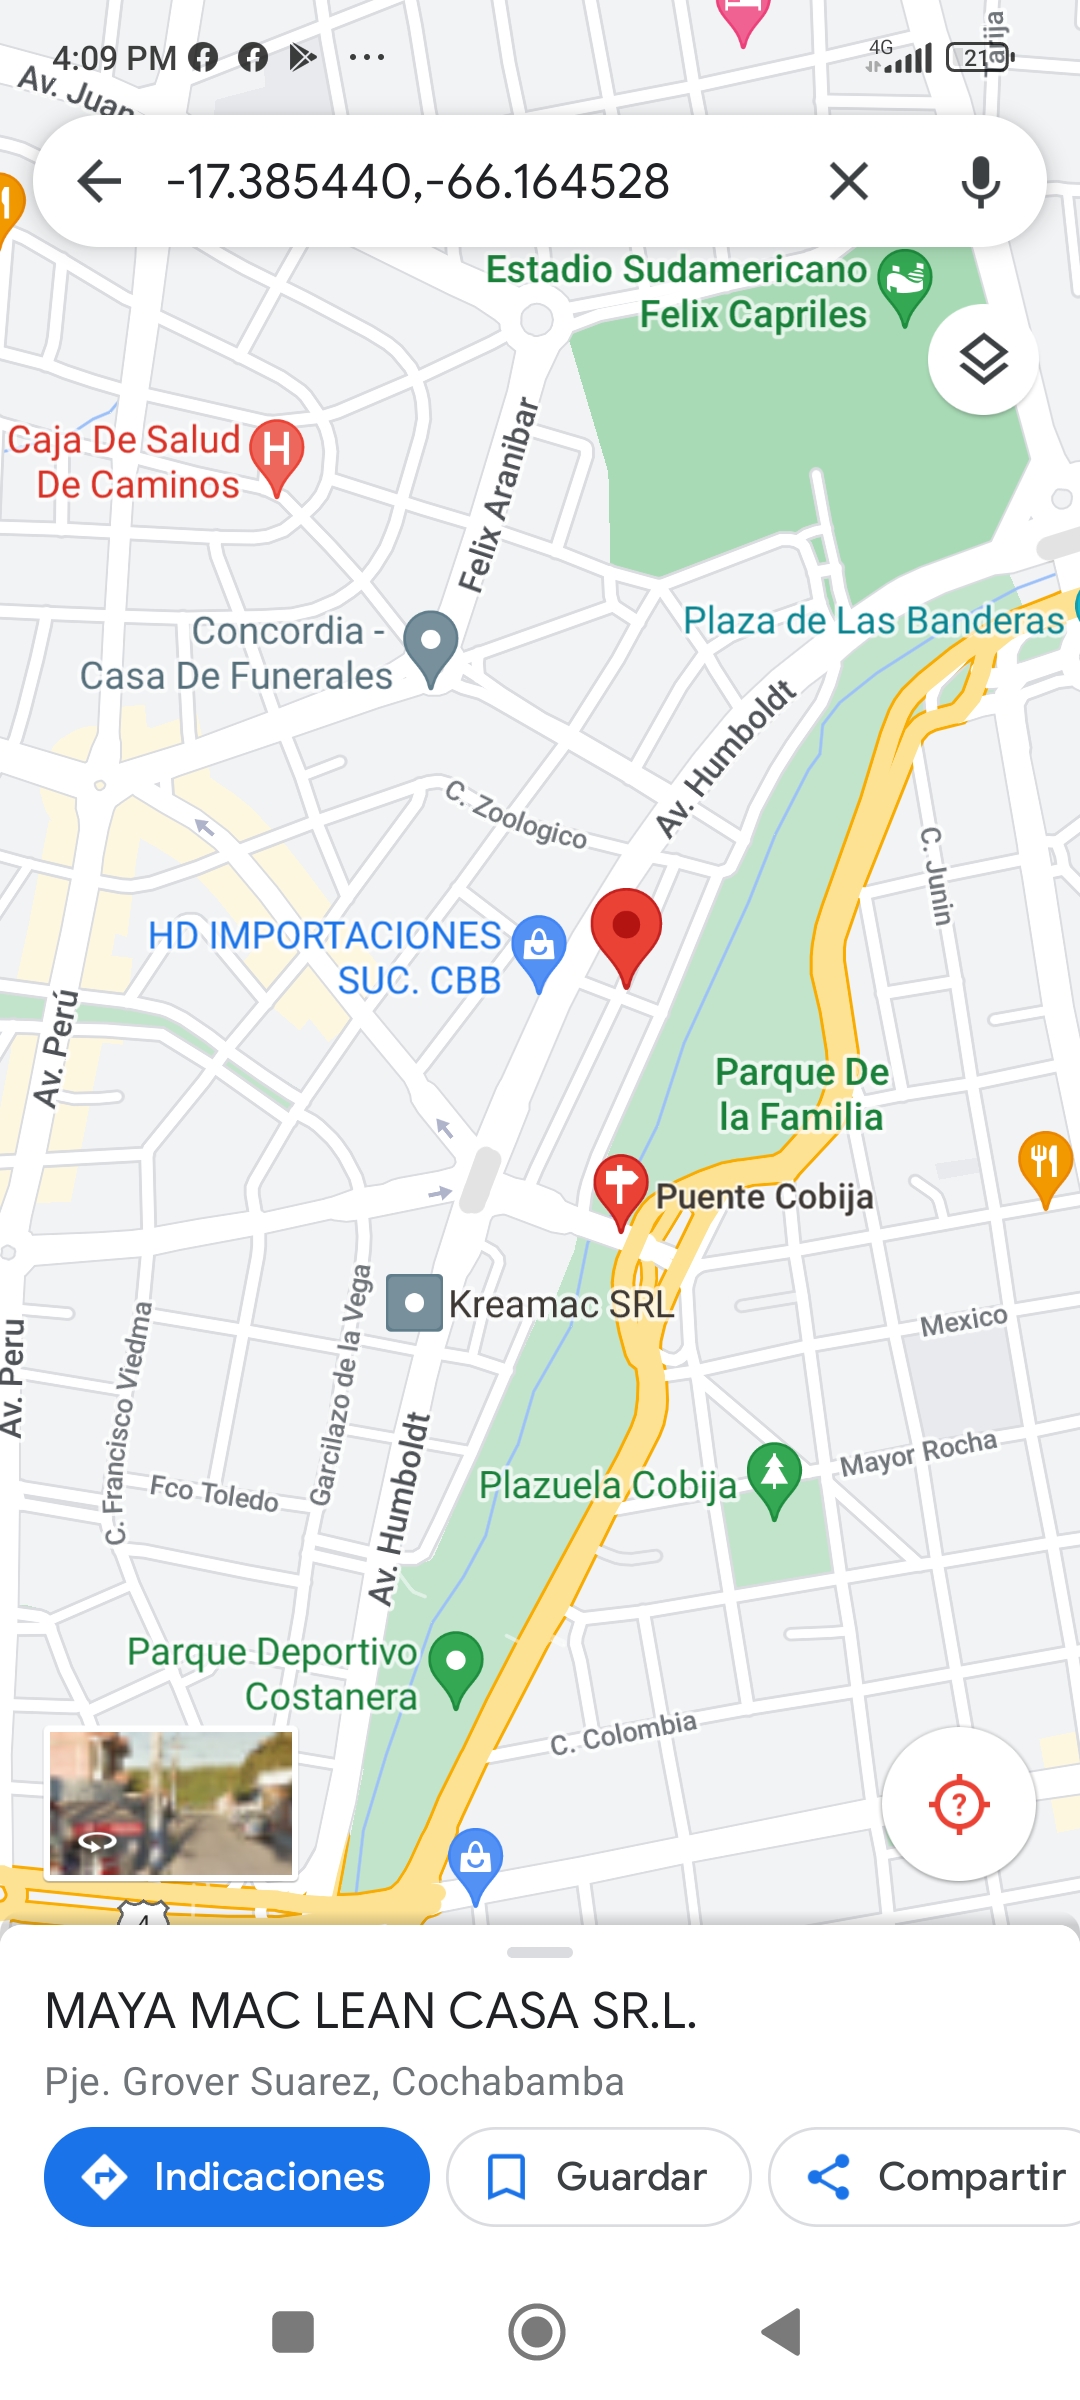 4:09 PM
4G
21
Tarija
Av. Juan
-17.385440,-66.164528
Estadio Sudamericano
Felix Capriles
Caja De Salud
De Caminos
H
Felix Aranibar
Concordia -
Casa De Funerales
Plaza de Las Banderas
Av. Humboldt
C. Zoologico
C. Junin
HD IMPORTACIONES
SUC. CBB
Av. Perú
Parque De
la Familia
Puente Cobija
Kreamac SRL
Mexico
Av. Peru
C. Francisco Viedma
Garcilazo de la Vega
Mayor Rocha
Fco Toledo
Plazuela Cobija
Av. Humboldt
Parque Deportivo
Costanera
C. Colombia
?
4
MAYA MAC LEAN CASA SR.L.
Pje. Grover Suarez, Cochabamba
Indicaciones
Guardar
Compartir